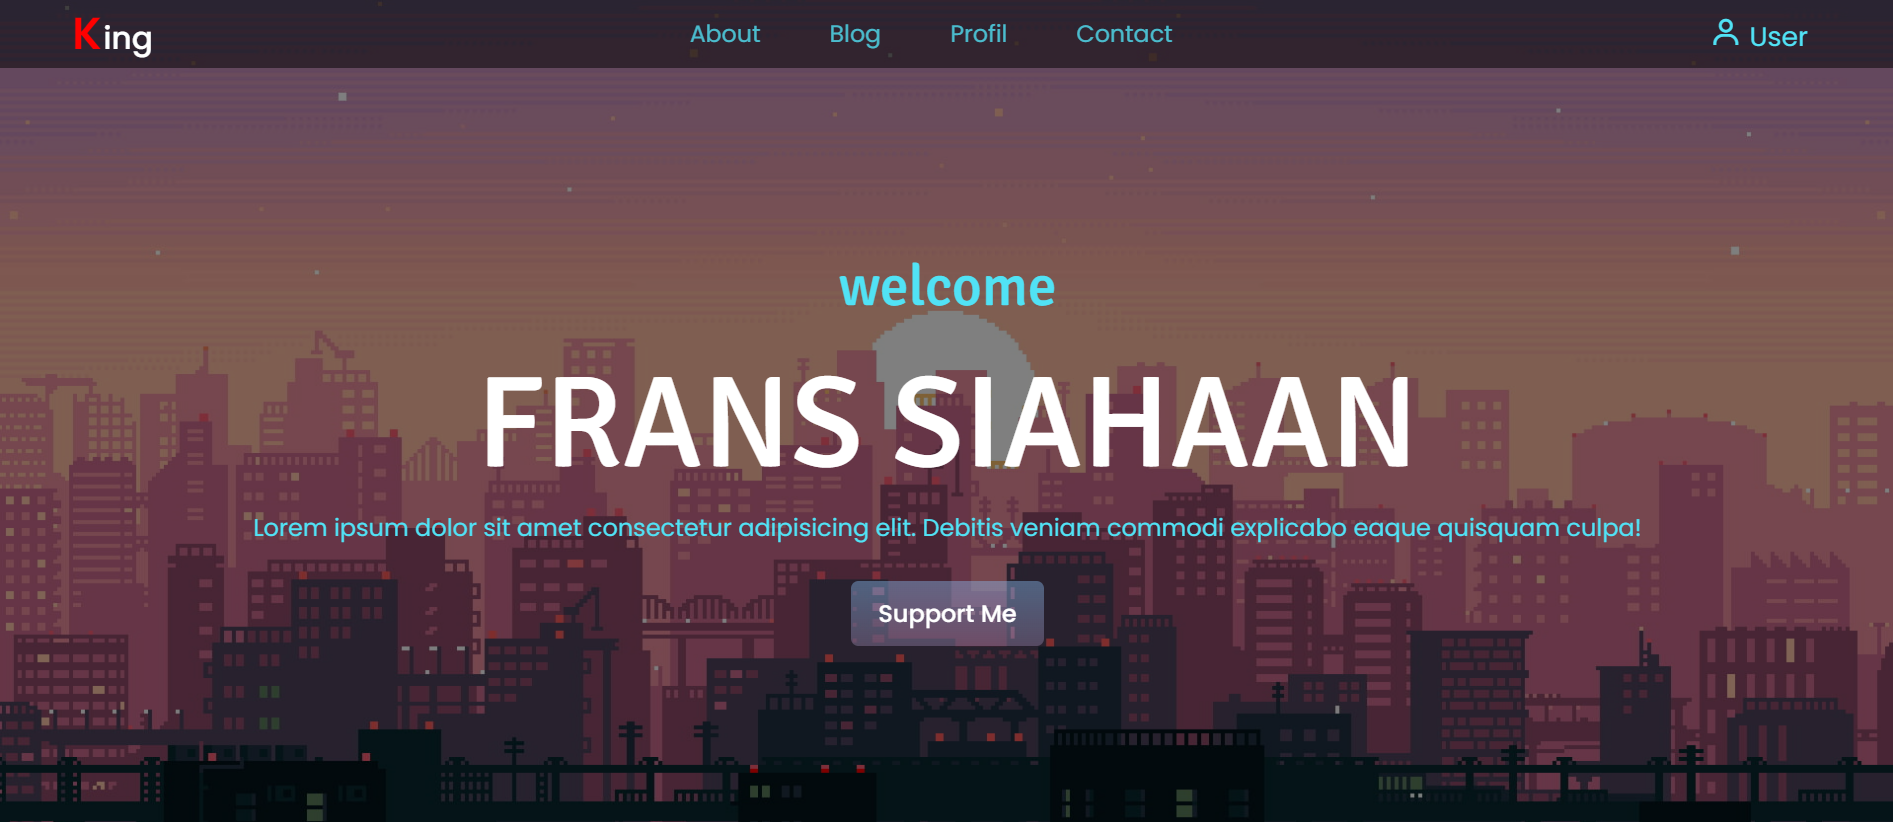 King About Blog Profil Contact User
welcome
FRANS SIAHAAN
Lorem ipsum dolor sit amet consectetur adipisicing elit. Debitis veniam commodi explicabo eaque quisquam culpa!
Support Me